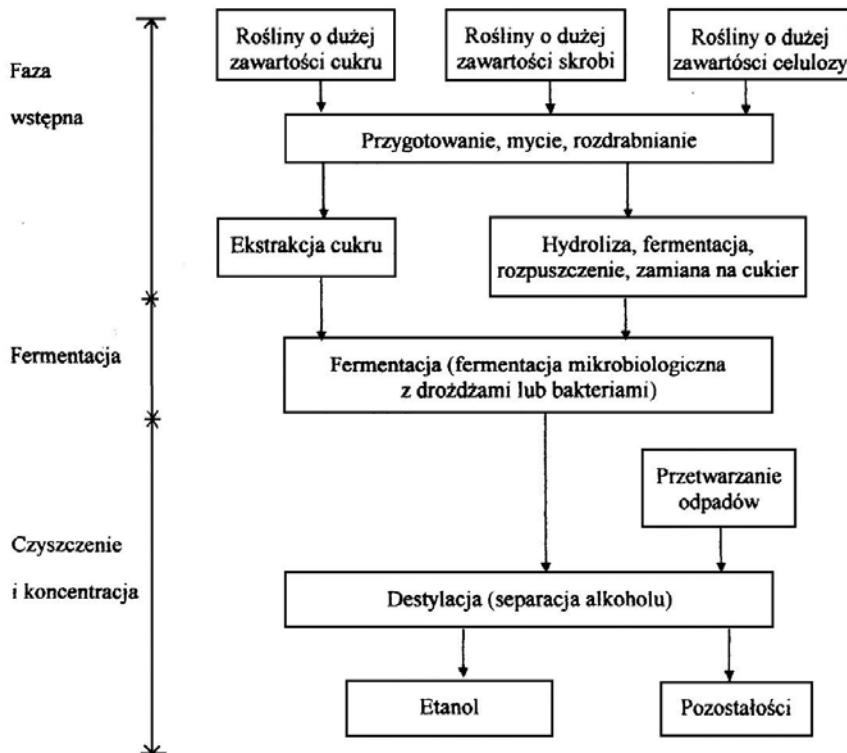 Rośliny o dużej
zawartości cukru
Rośliny o dużej
zawartości skrobi
Rośliny o dużej
zawartósci celulozy
Faza
wstępna
Przygotowanie, mycie, rozdrabnianie
Ekstrakcja cukru
Hydroliza, fermentacja,
rozpuszczenie, zamiana na cukier
Fermentacja
Fermentacja (fermentacja mikrobiologiczna
z drożdżami lub bakteriami)
Przetwarzanie
odpadów
Czyszczenie
i koncentracja
Destylacja (separacja alkoholu)
Etanol
Pozostałości